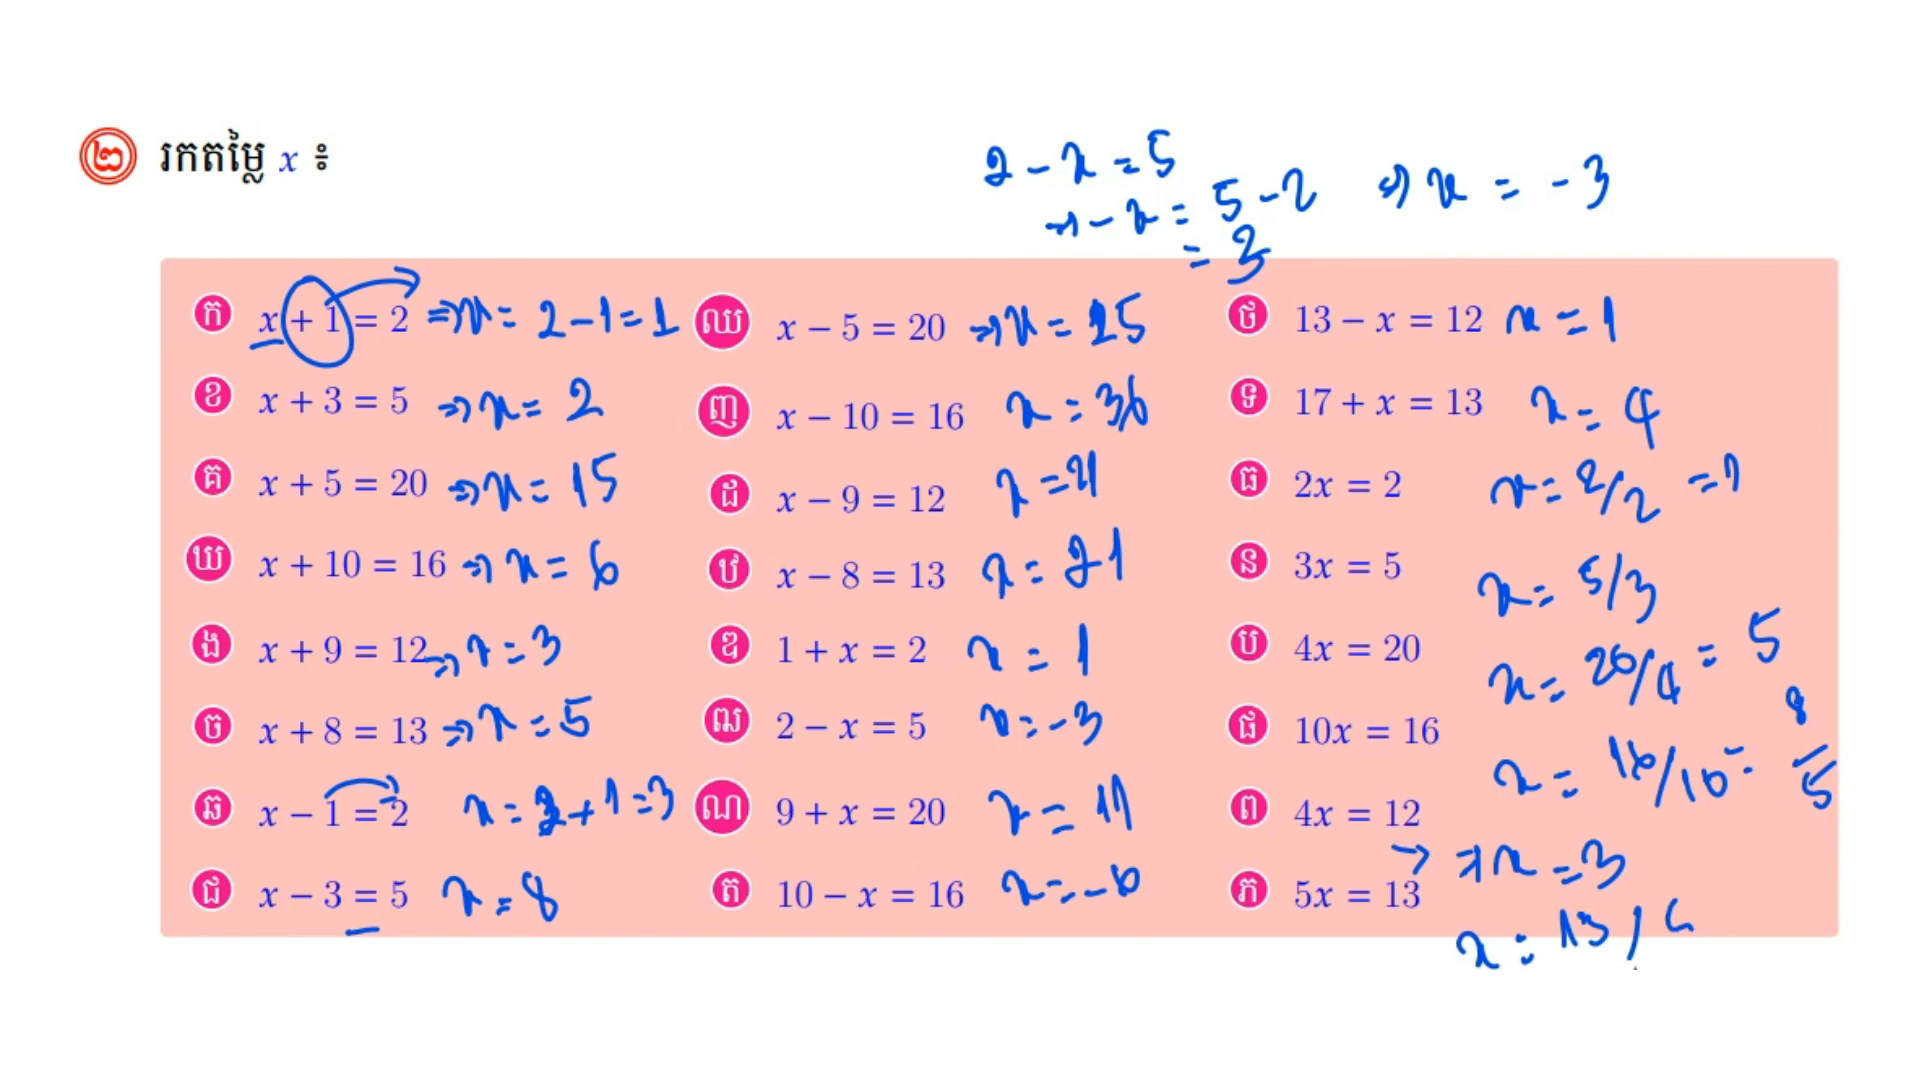 ២ រកតម្លៃ x ៖
2 - x = 5
⇒ - x = 5 - 2 ⇒ x = - 3
= 3
ក x + 1 = 2 ⇒ x = 2 - 1 = 1
ខ x + 3 = 5 ⇒ x = 2
គ x + 5 = 20 ⇒ x = 15
ឃ x + 10 = 16 ⇒ x = 6
ង x + 9 = 12 ⇒ x = 3
ច x + 8 = 13 ⇒ x = 5
ឆ x − 1 = 2 x = 2 + 1 = 3
ជ x − 3 = 5 x = 8
ឈ x − 5 = 20 ⇒ x = 25
ញ x − 10 = 16 x = 36
ដ x − 9 = 12 x = 21
ឋ x − 8 = 13 x = 21
ឌ 1 + x = 2 x = 1
ឍ 2 − x = 5 x = - 3
ណ 9 + x = 20 x = 11
ត 10 − x = 16 x = - 6
ថ 13 − x = 12 x = 1
ទ 17 + x = 13 x = 4
ធ 2x = 2 x = 2/2 = 1
ន 3x = 5 x = 5/3
ប 4x = 20 x = 20/4 = 5
ផ 10x = 16 x = 16/10 = 8/5
ព 4x = 12 ⇒ x = 3
ភ 5x = 13 x = 13 /